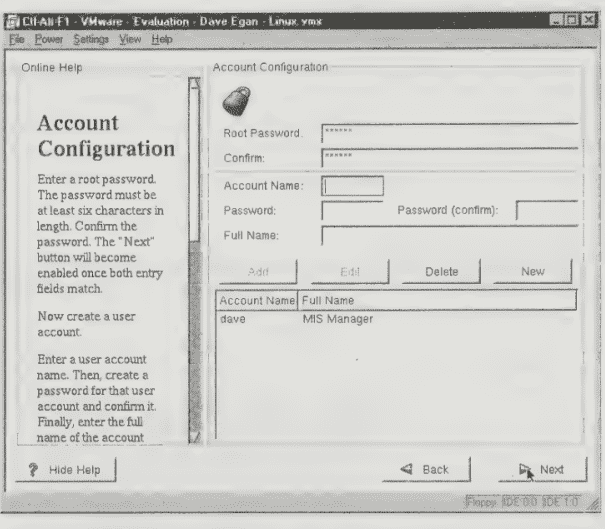 Ctrl-Alt-F1 - VMware - Evaluation - Dave Egan - Linux.vmx
File Power Settings View Help
Online Help
Account
Configuration
Enter a root password.
The password must be
at least six characters in
length. Confirm the
password. The "Next"
button will become
enabled once both entry
fields match.
Now create a user
account.
Enter a user account
name. Then, create a
password for that user
account and confirm it.
Finally, enter the full
name of the account
Account Configuration
Root Password:
******
Confirm:
******
Account Name:
Password: Password (confirm):
Full Name:
Add Edit Delete New
Account Name Full Name
dave MIS Manager
? Hide Help
Back Next
Floppy IDE 0:0 IDE 1:0